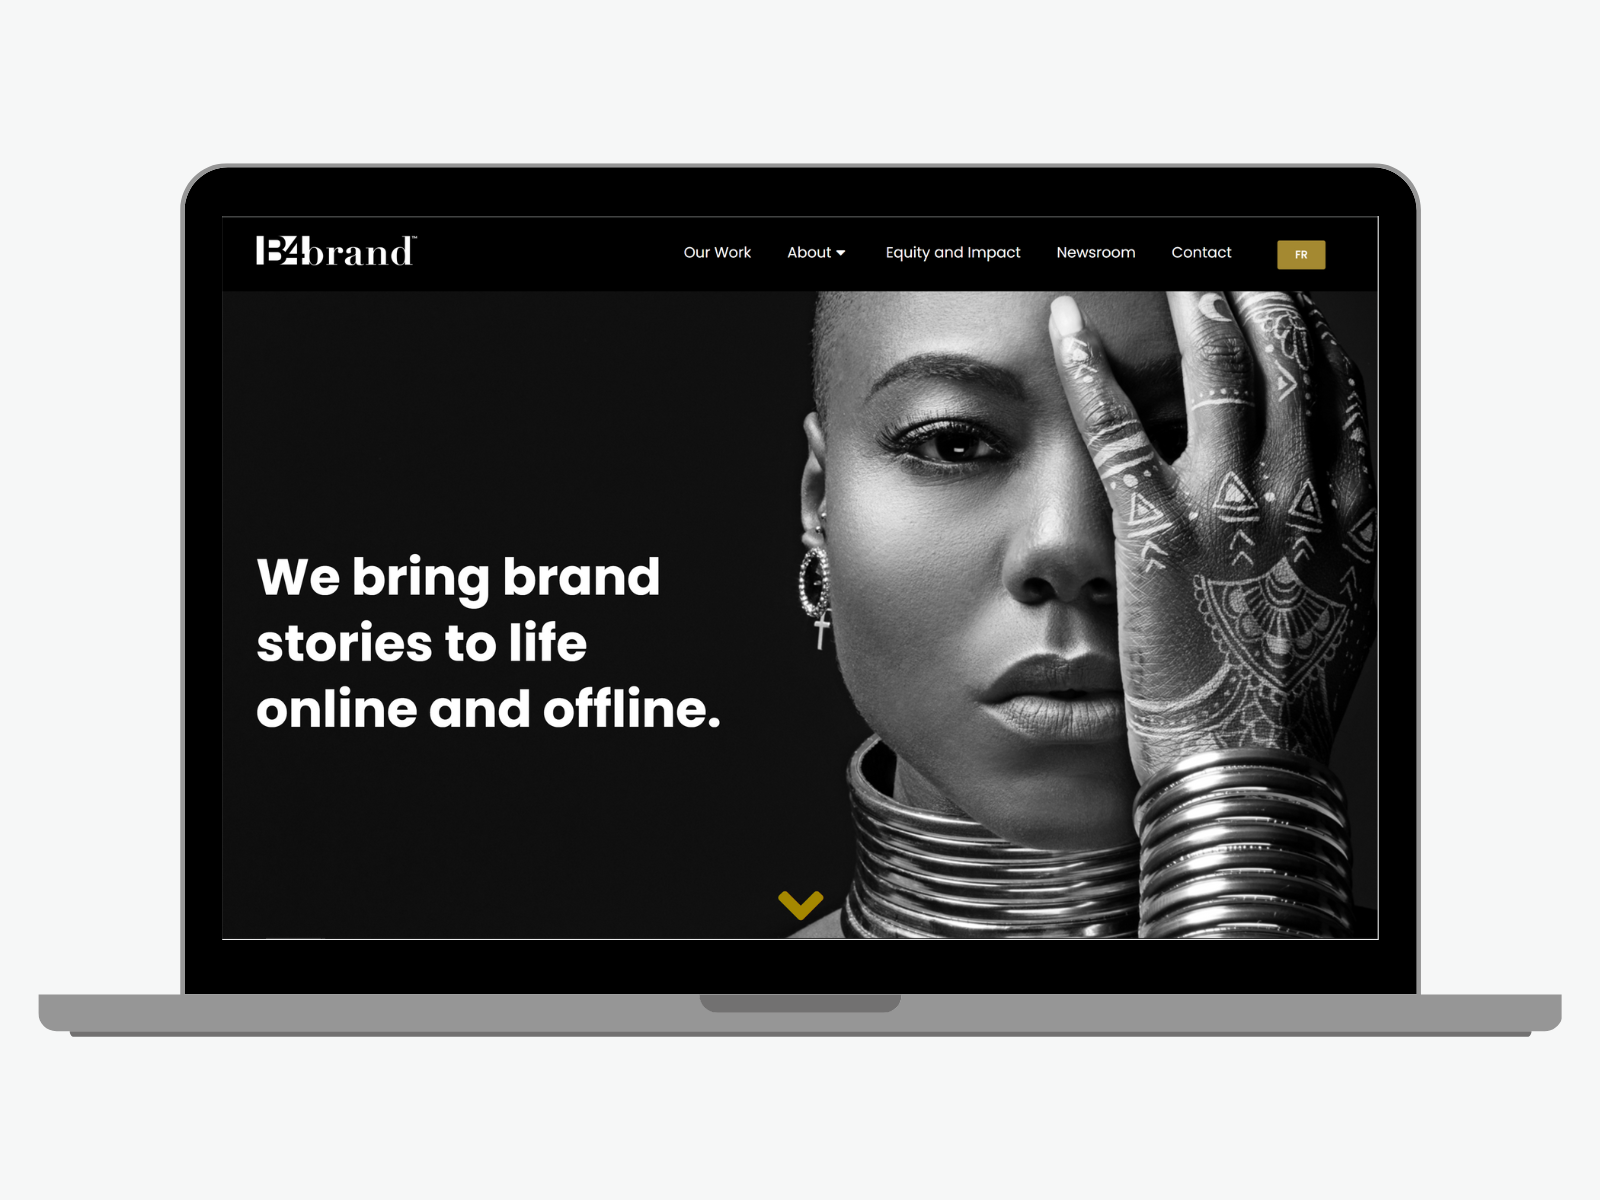 B4brand™
Our Work
About
Equity and Impact
Newsroom
Contact
FR
We bring brand
stories to life
online and offline.